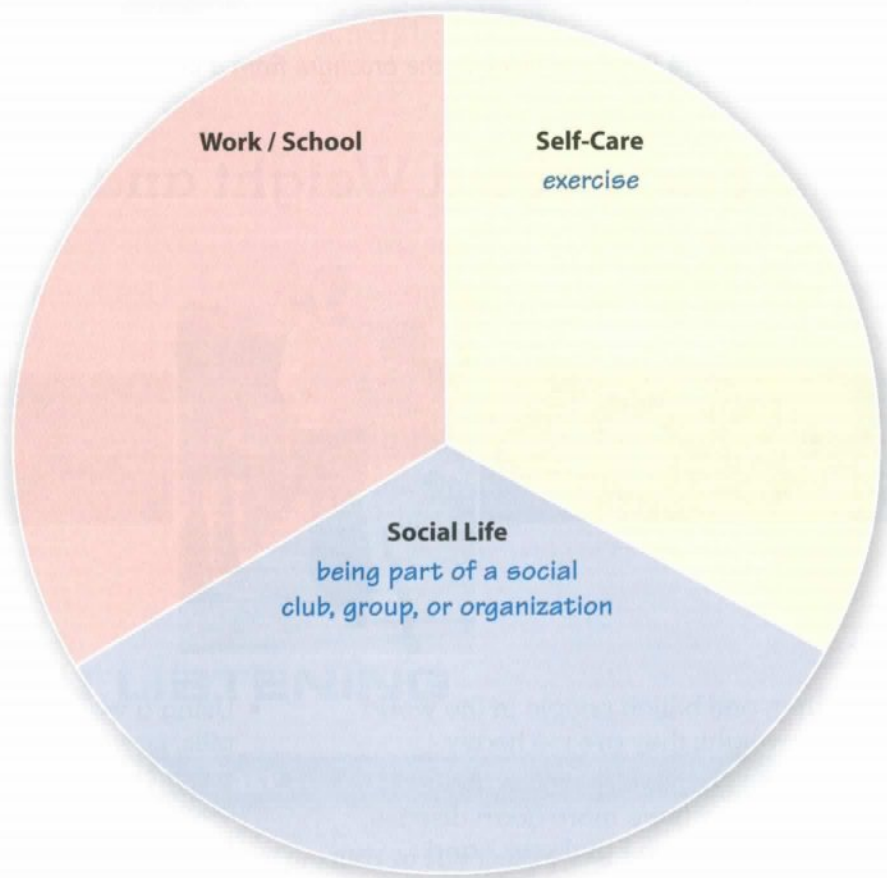 Work / School
Self-Care
exercise
Social Life
being part of a social
club, group, or organization